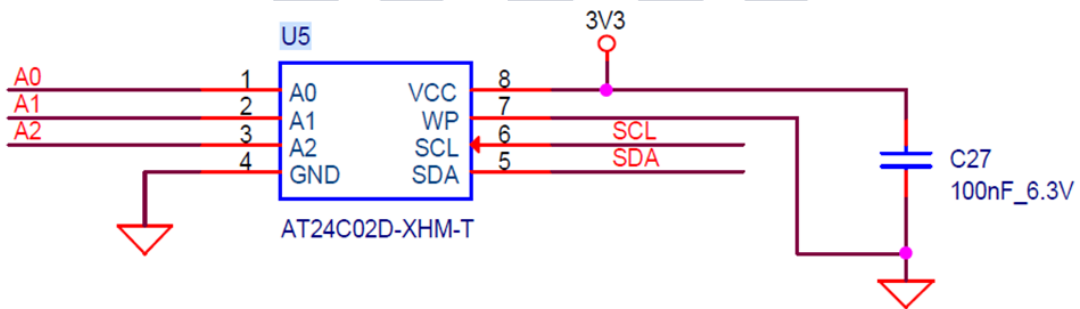 3V3
U5
A0 1 A0 VCC 8
A1 2 A1 WP 7
A2 3 A2 SCL 6 SCL
4 GND SDA 5 SDA
C27
100nF_6.3V
AT24C02D-XHM-T